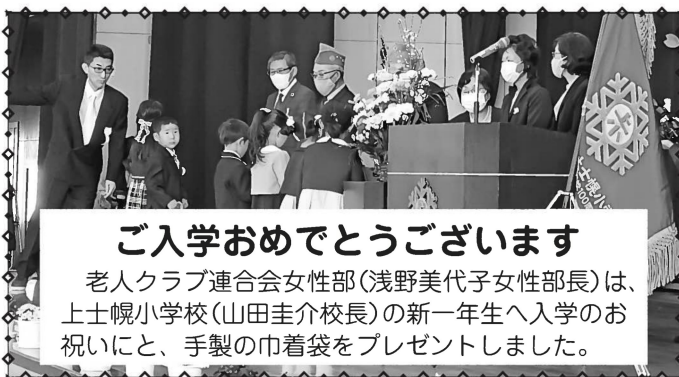 ご入学おめでとうございます
老人クラブ連合会女性部(浅野美代子女性部長)は、
上士幌小学校(山田圭介校長)の新一年生へ入学のお
祝いにと、手製の巾着袋をプレゼントしました。
上士幌小